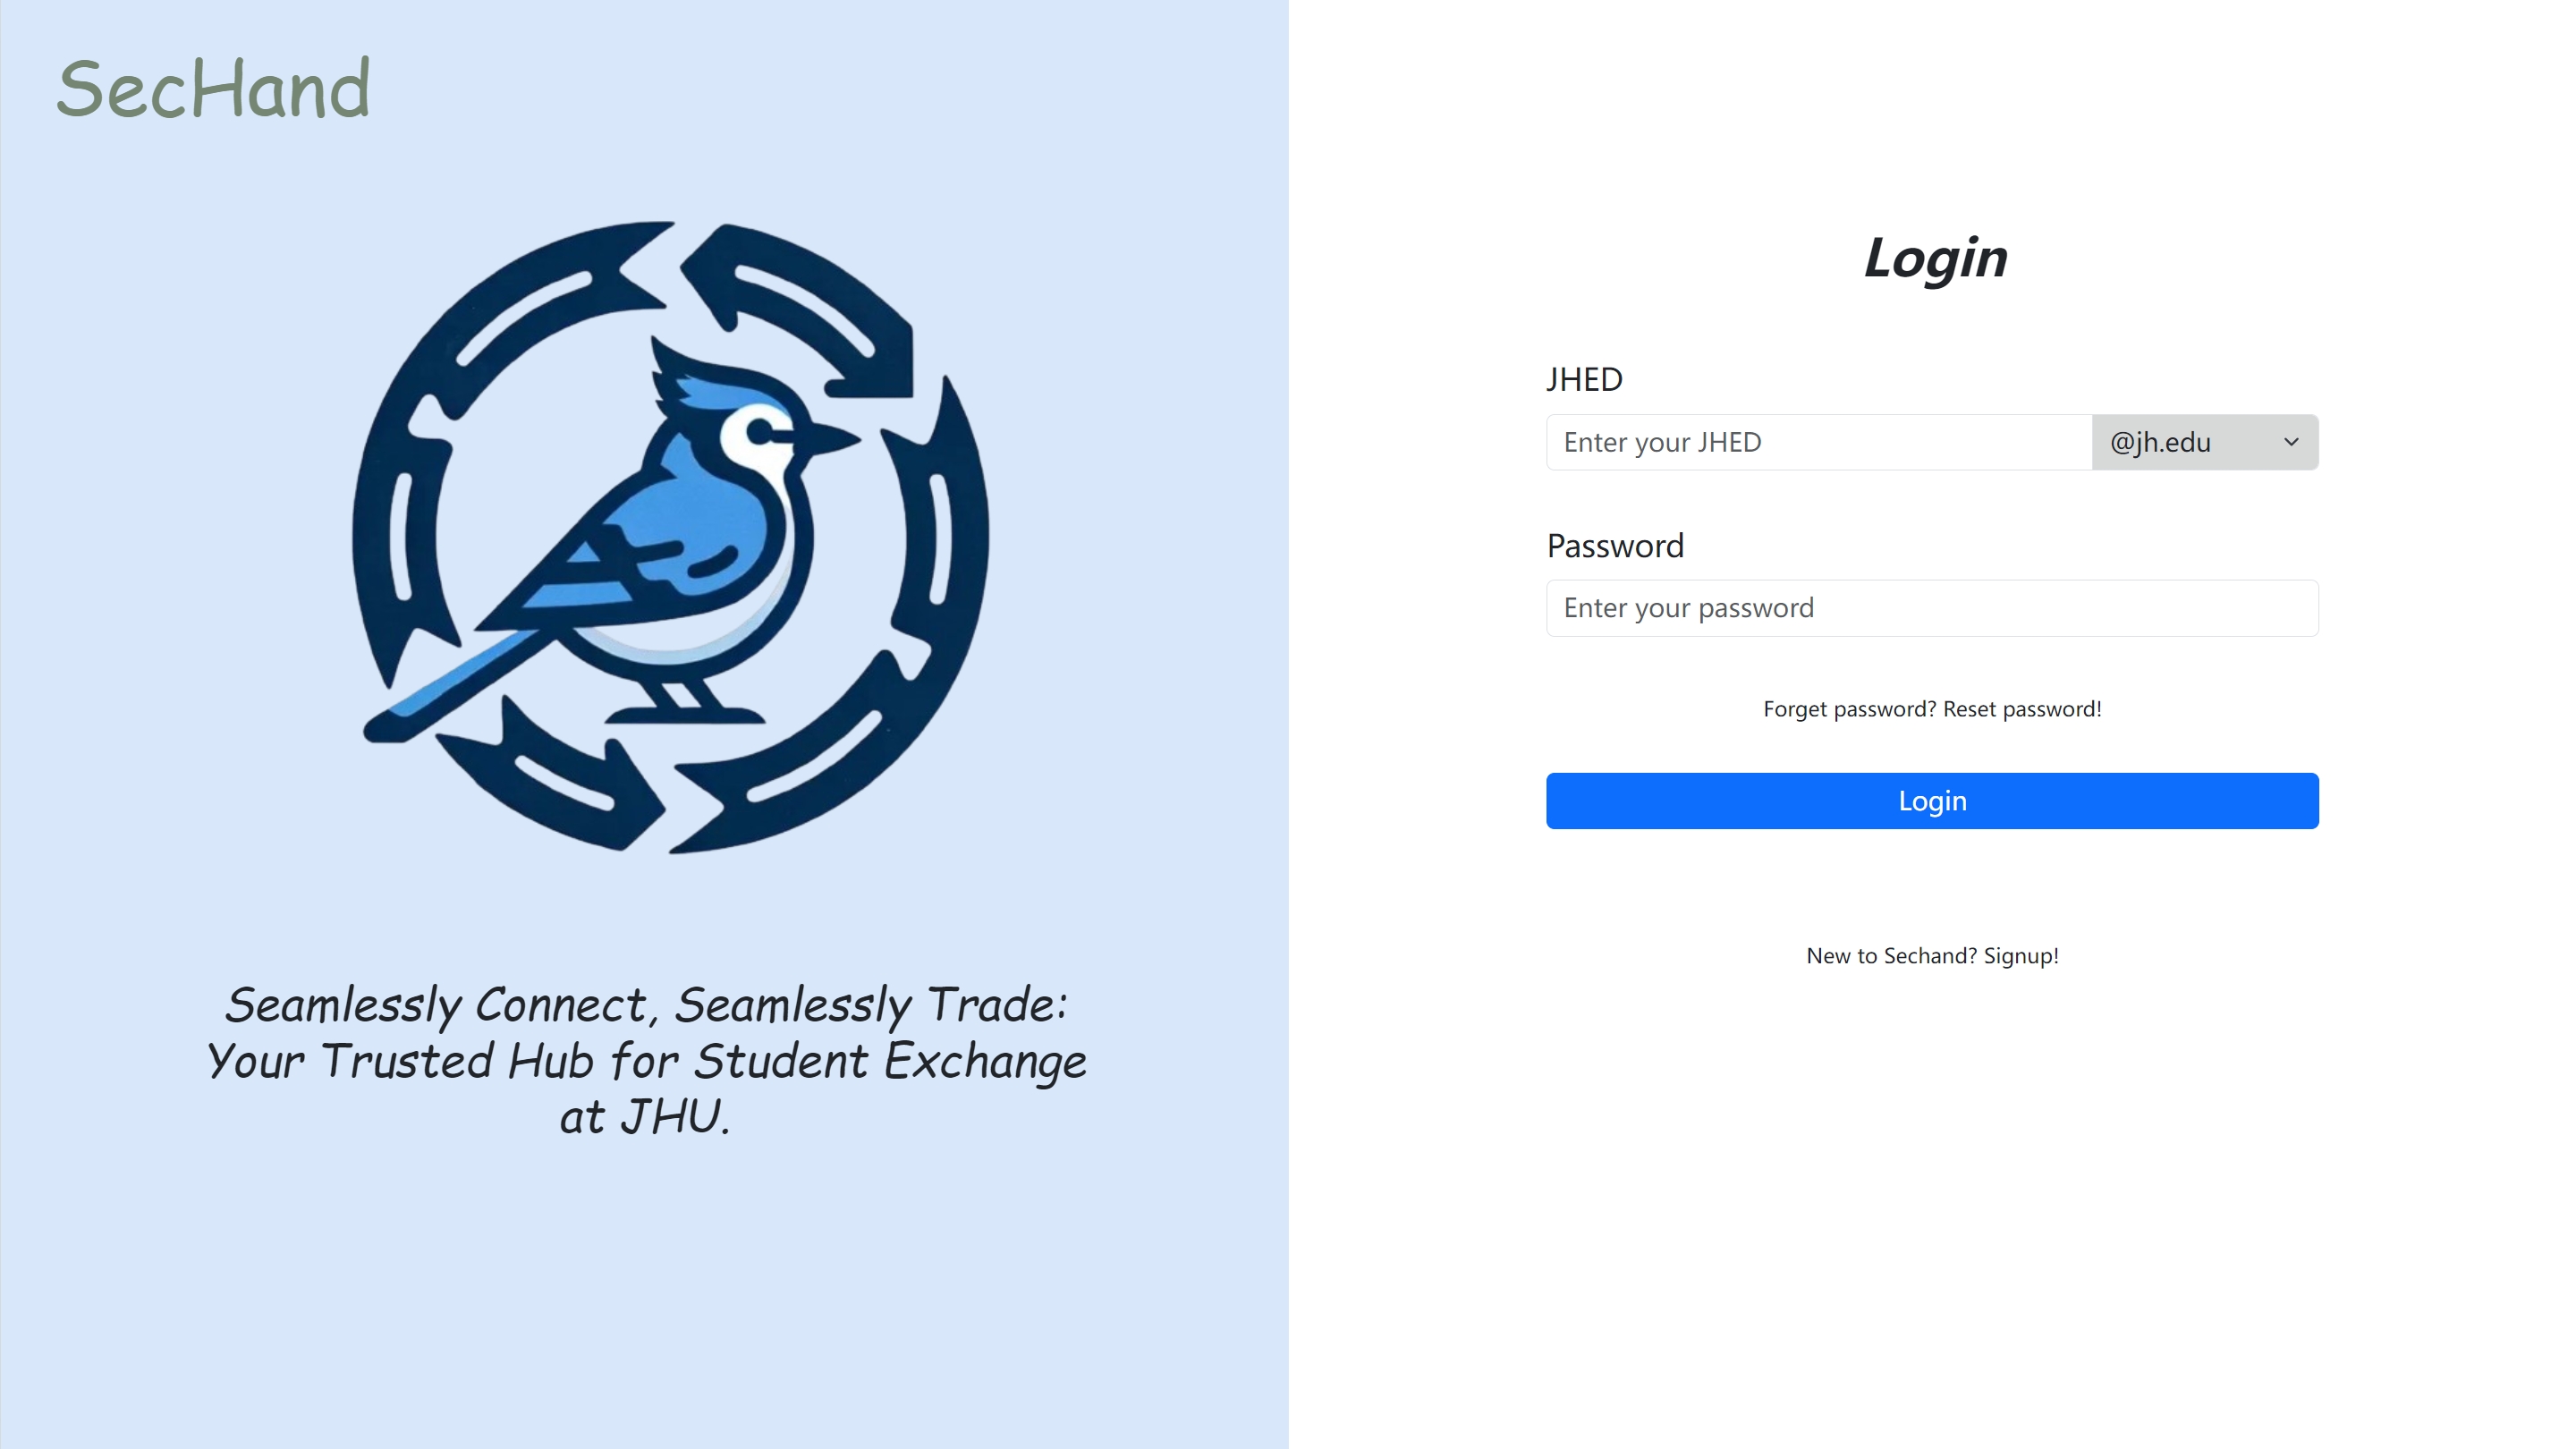 SecHand
Seamlessly Connect, Seamlessly Trade:
Your Trusted Hub for Student Exchange
at JHU.
Login
JHED
Enter your JHED
@jh.edu
Password
Enter your password
Forget password? Reset password!
Login
New to Sechand? Signup!